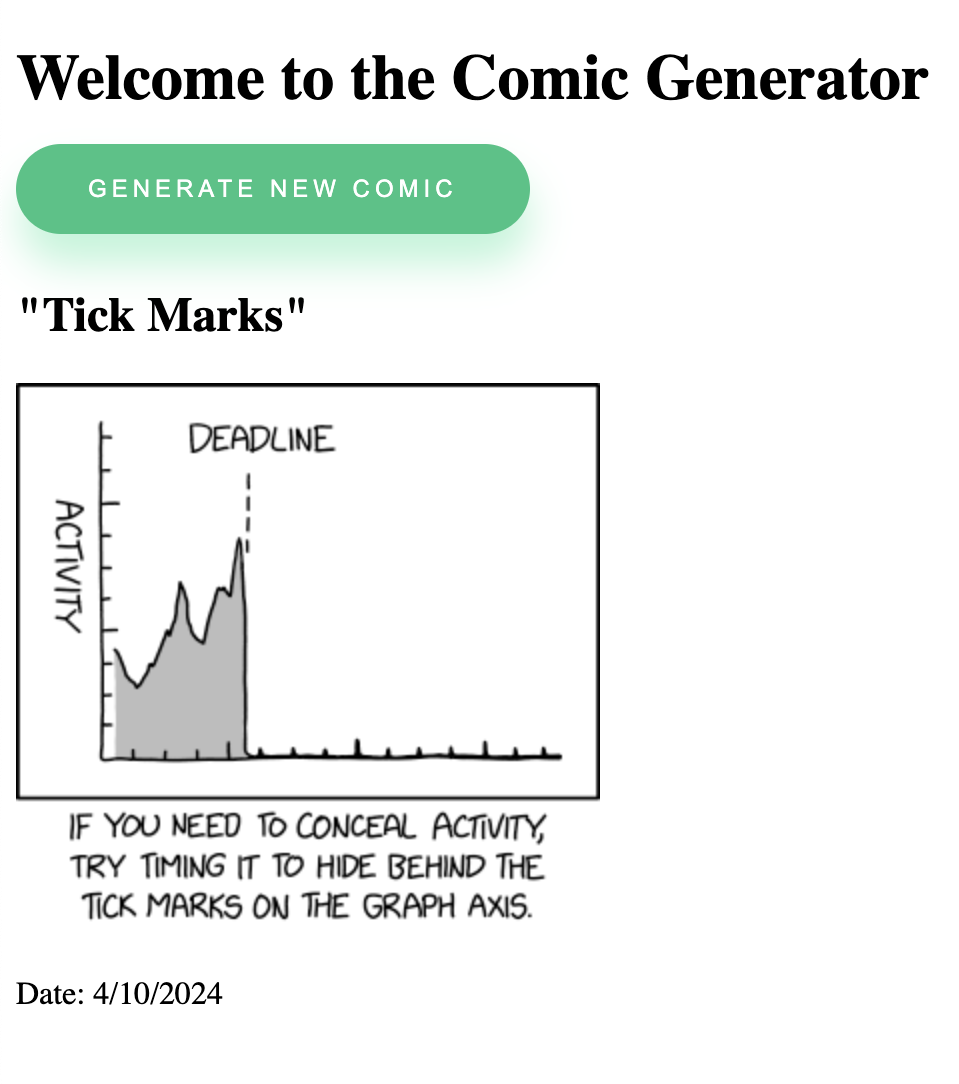 Welcome to the Comic Generator
GENERATE NEW COMIC
"Tick Marks"
DEADLINE
ACTIVITY
IF YOU NEED TO CONCEAL ACTIVITY,
TRY TIMING IT TO HIDE BEHIND THE
TICK MARKS ON THE GRAPH AXIS.
Date: 4/10/2024